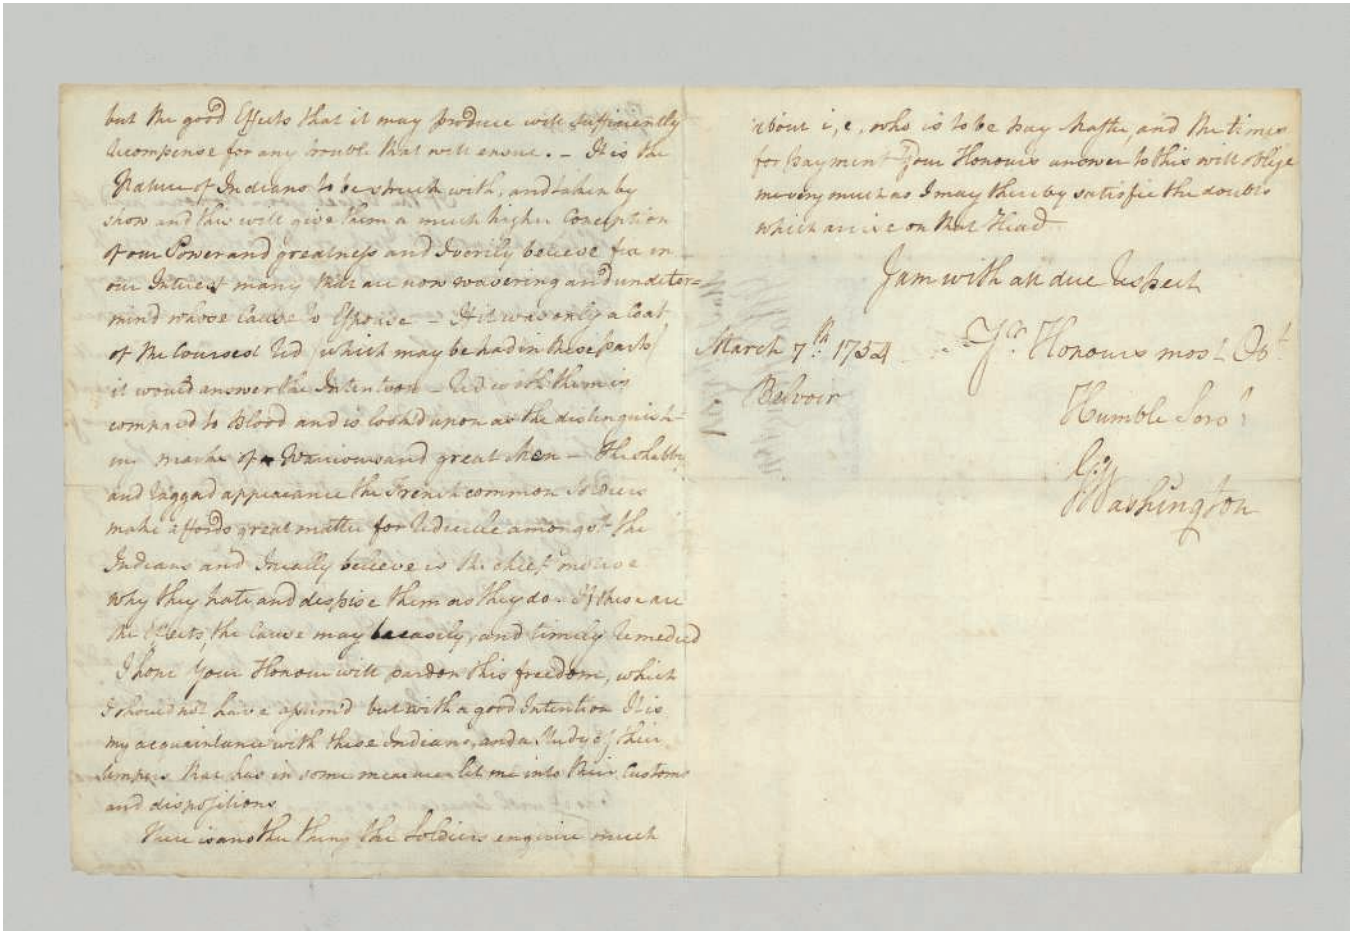 but the good Effects that it may produce will sufficiently
recompense for any trouble that will ensue. – It is the
Nature of Indians to be struck with, and taken by
show and this will give them a much higher Conception
of our Power and greatness and I verily believe fix in
our Interest many that are now wavering and undeter=
min'd whose Cause to Espouse – If it was only a Coat
of the Coursest red (which may be had in these parts)
it would answer the Intention – red with them is
compared to Blood and is look'd upon as the distinguish-
ing marks of Warriours and great Men – The shabby
and ragged appearance the French common Soldiers
make affords great matter for ridicule amongst the
Indians and I really believe is the chief motive
why they hate and despise them as they do. If these are
the Effects, the Cause may be easily, and timely remedied
I hope Your Honour will pardon this freedom, which
I should not have assum'd but with a good Intention It is
my acquaintance with these Indians, and a study of their
tempers that has in some measure let me into their Customs
and dispositions
There is another thing the Soldiers enquire much
about i,e, who is to be pay Master, and the times
for payment Your Honours answer to this will oblige
me very much as I may thereby satisfie the doubts
which arrise on that Head
I am with all due respect
March 7th: 1754 Yr Honours most Obt
Belvoir Humble Servt
Go Washington